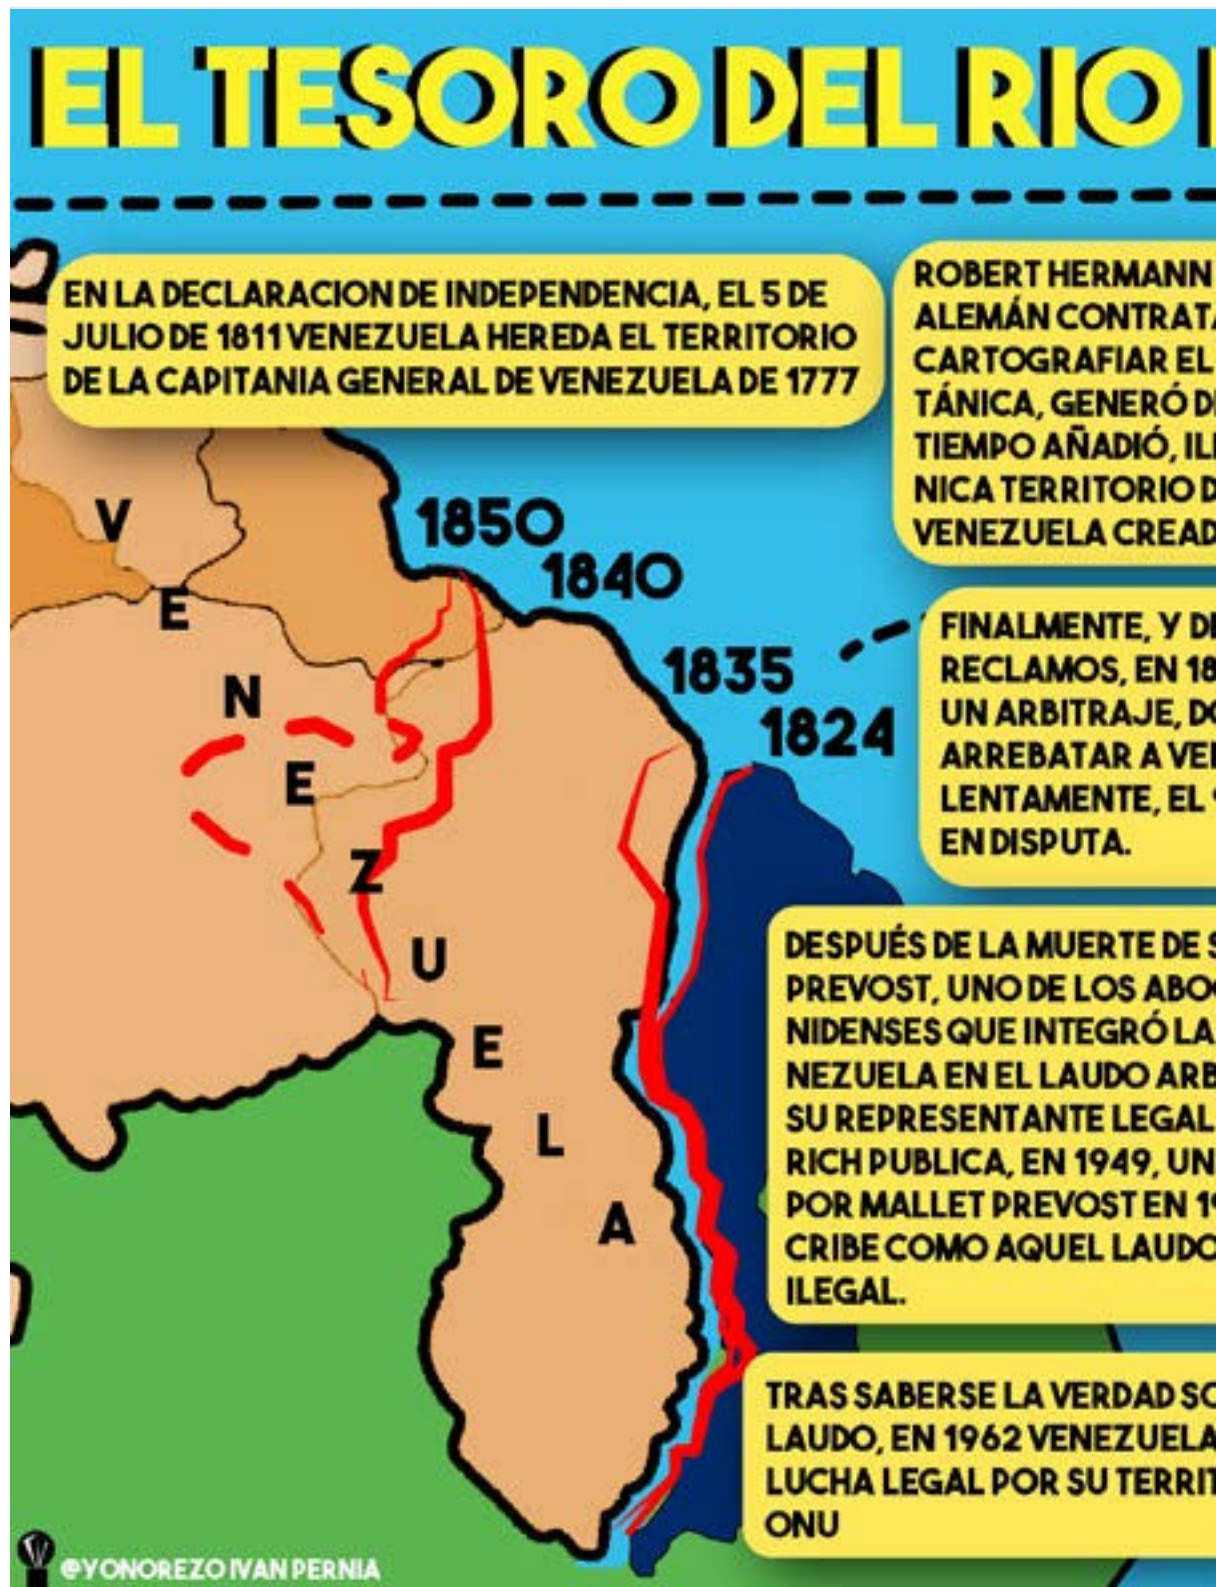 EL TESORO DEL RIO
EN LA DECLARACION DE INDEPENDENCIA, EL 5 DE
JULIO DE 1811 VENEZUELA HEREDA EL TERRITORIO
DE LA CAPITANIA GENERAL DE VENEZUELA DE 1777
ROBERT HERMANN
ALEMÁN CONTRATA
CARTOGRAFIAR EL
TÁNICA, GENERÓ
TIEMPO AÑADIÓ,
NICA TERRITORIO
VENEZUELA CREAD
1850
1840
1835
1824
FINALMENTE, Y
RECLAMOS, EN 18
UN ARBITRAJE,
ARREBATAR A
LENTAMENTE, EL
EN DISPUTA.
DESPUÉS DE LA MUERTE DE
PREVOST, UNO DE LOS
NIDENSES QUE INTEGRÓ LA
NEZUELA EN EL LAUDO
SU REPRESENTANTE LEGAL
RICH PUBLICA, EN 1949, UN
POR MALLET PREVOST EN
CRIBE COMO AQUEL LAUDO
ILEGAL.
TRAS SABERSE LA VERDAD
LAUDO, EN 1962 VENEZUELA
LUCHA LEGAL POR SU
ONU
V
E
N
E
Z
U
E
L
A
@YONOREZO IVAN PERNIA